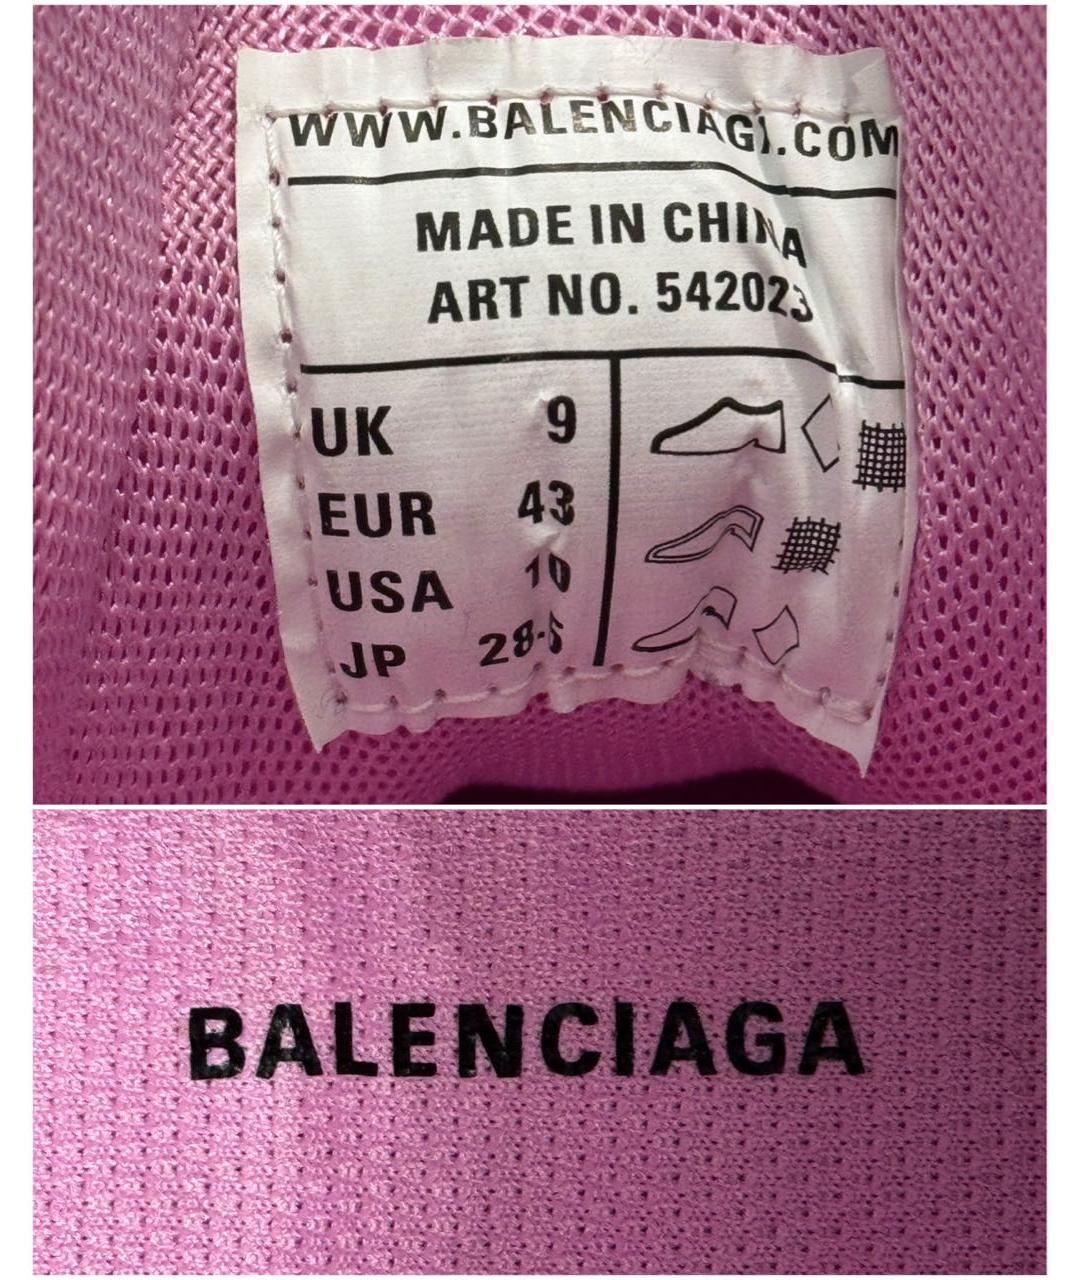 WWW.BALENCIAGA.COM
MADE IN CHINA
ART NO. 542023
UK 9
EUR 43
USA 10
JP 28.5
BALENCIAGA